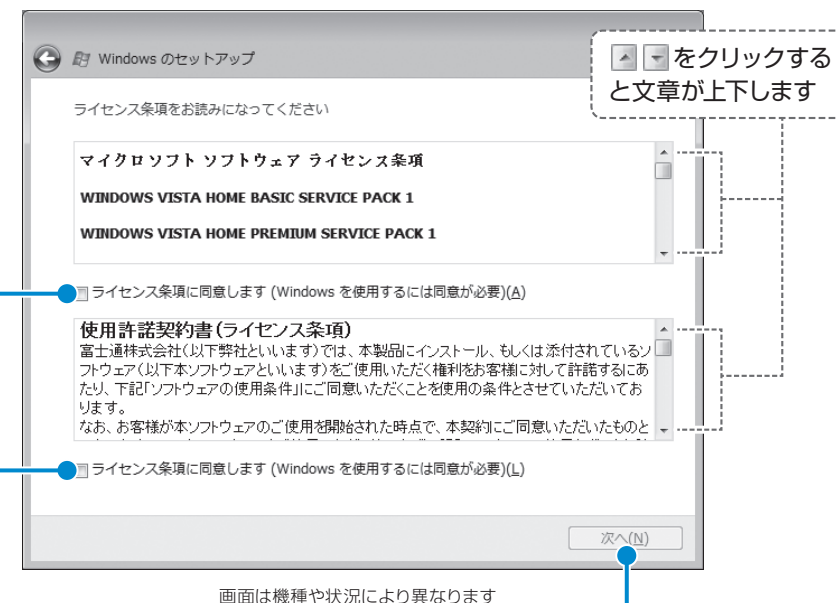 Windows のセットアップ
をクリックする
と文章が上下します
ライセンス条項をお読みになってください
マイクロソフト ソフトウェア ライセンス条項
WINDOWS VISTA HOME BASIC SERVICE PACK 1
WINDOWS VISTA HOME PREMIUM SERVICE PACK 1
ライセンス条項に同意します (Windows を使用するには同意が必要)(A)
使用許諾契約書(ライセンス条項)
富士通株式会社(以下弊社といいます)では、本製品にインストール、もしくは添付されているソ
フトウェア(以下本ソフトウェアといいます)をご使用いただく権利をお客様に対して許諾するにあ
たり、下記「ソフトウェアの使用条件」にご同意いただくことを使用の条件とさせていただいてお
ります。
なお、お客様が本ソフトウェアのご使用を開始された時点で、本契約にご同意いただいたものと
ライセンス条項に同意します (Windows を使用するには同意が必要)(L)
次へ(N)
画面は機種や状況により異なります